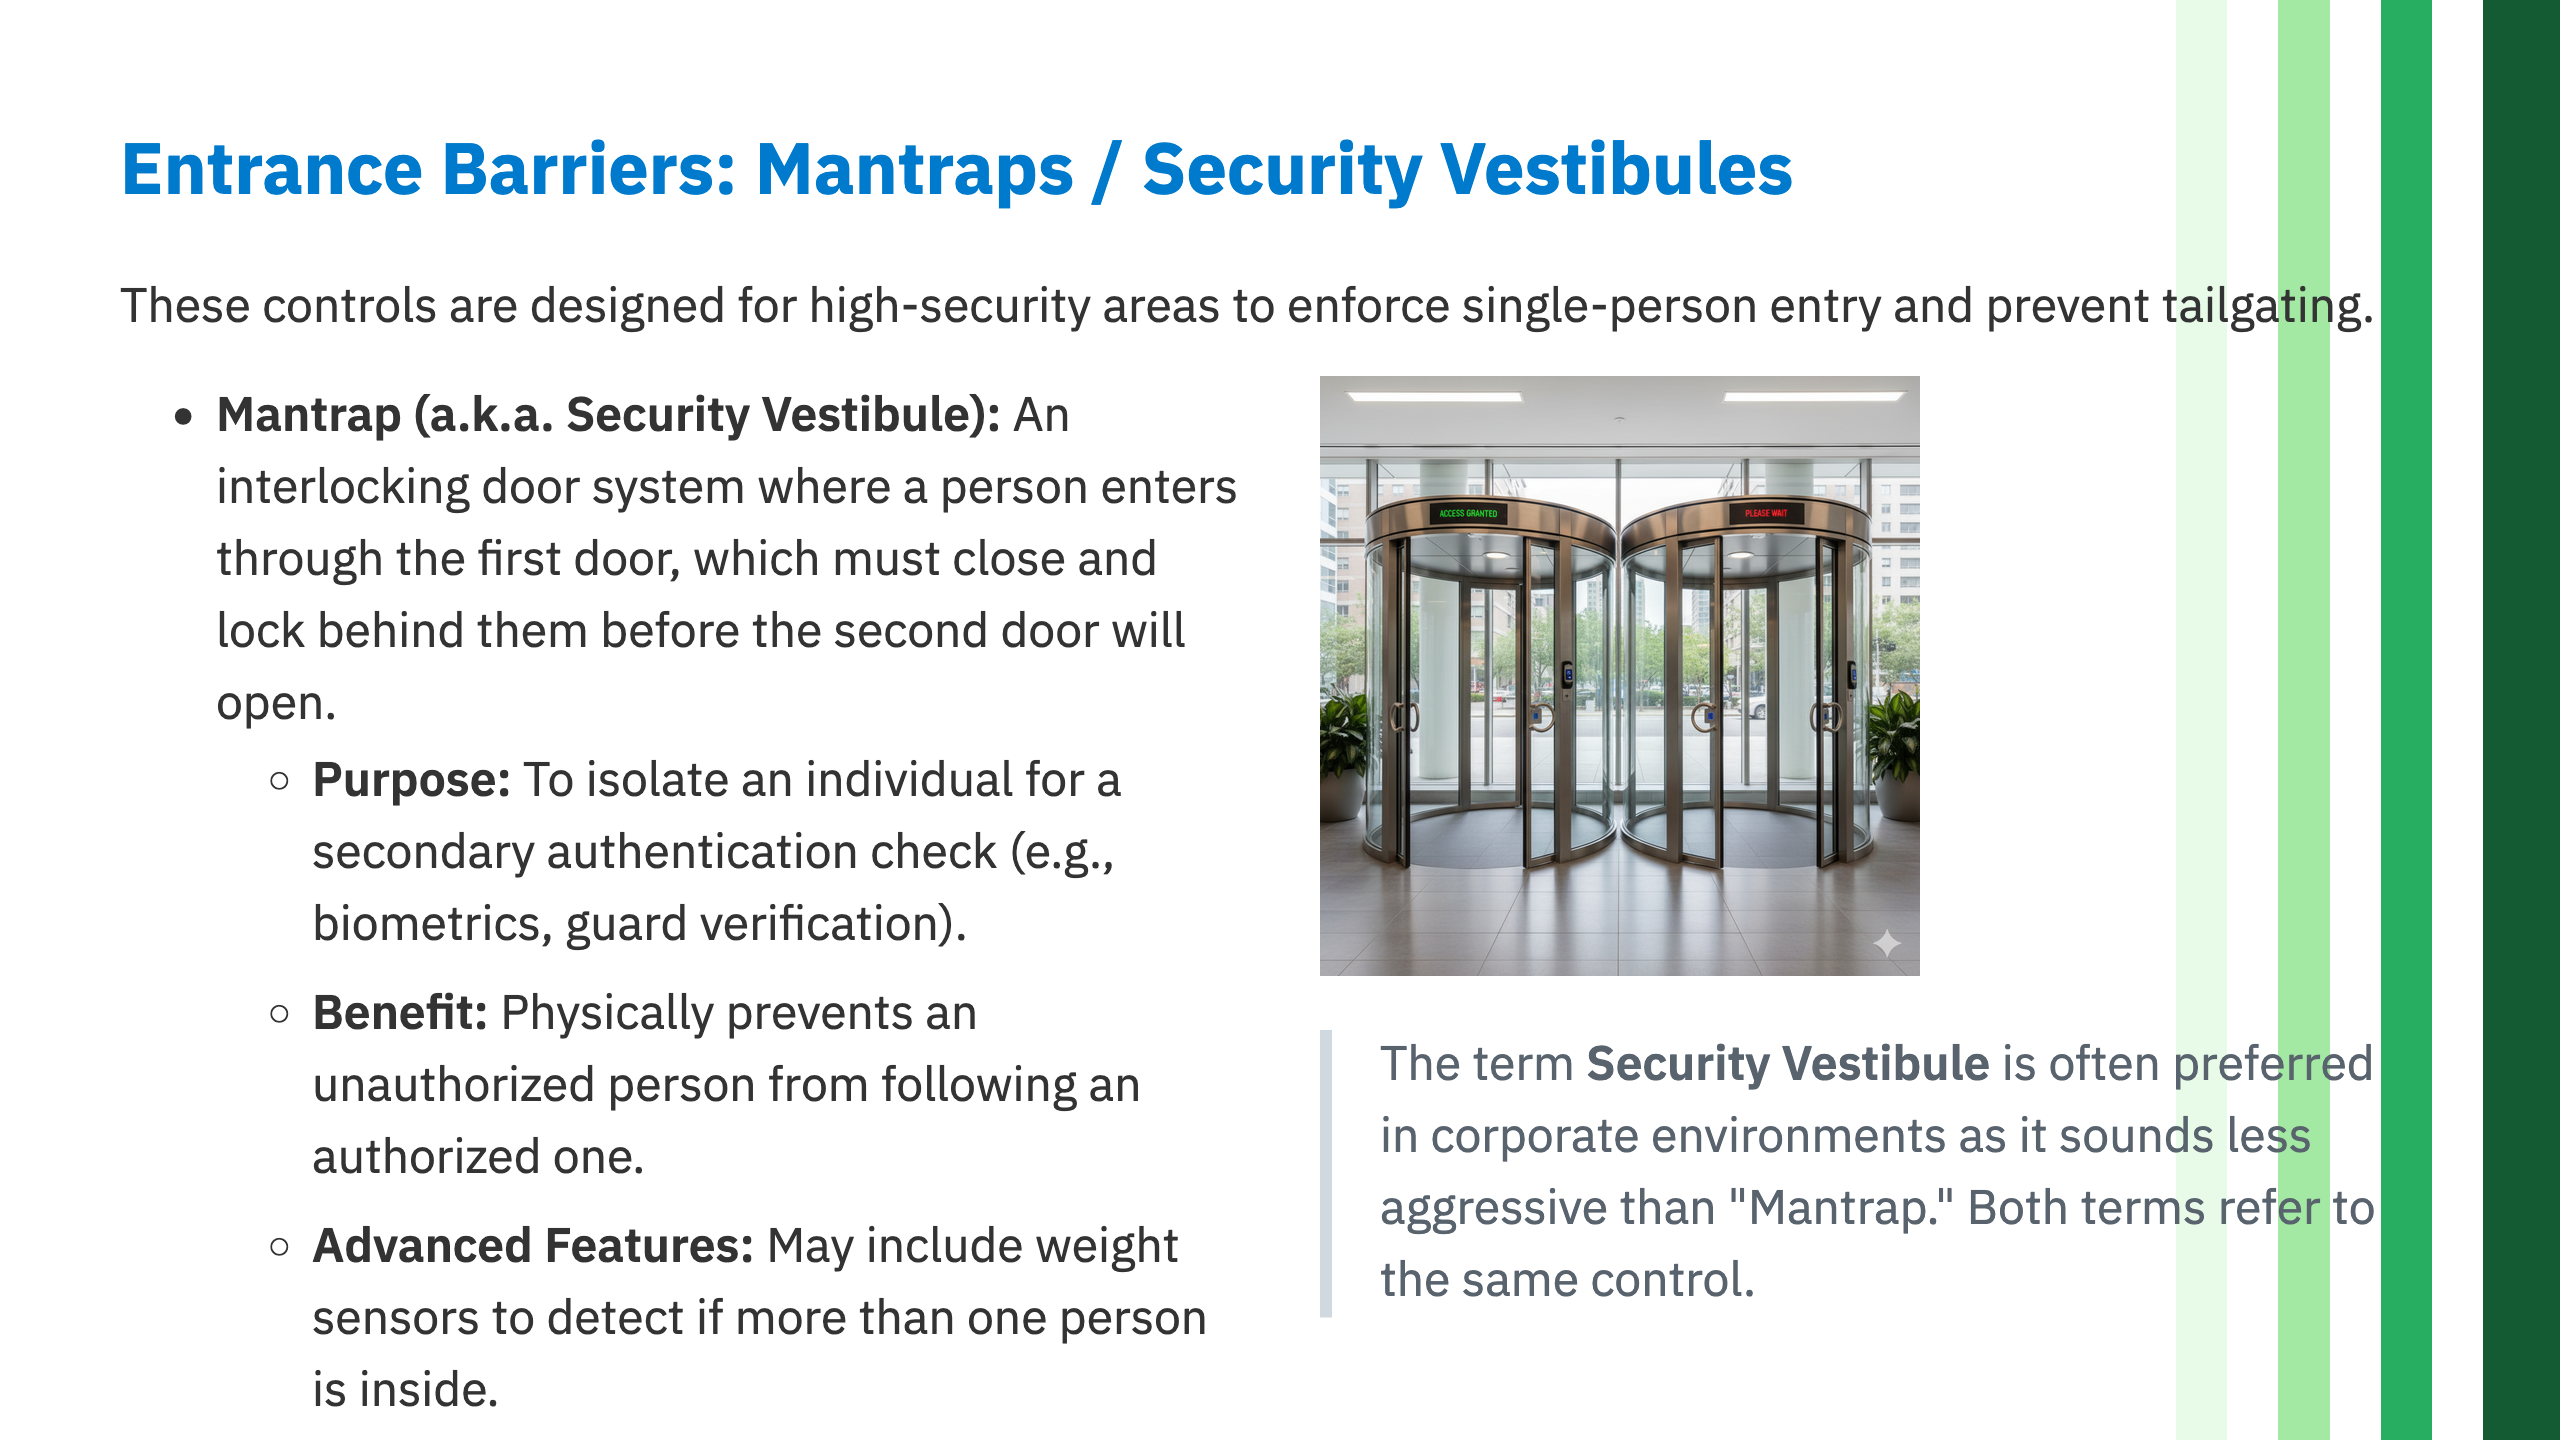 Entrance Barriers: Mantraps / Security Vestibules
These controls are designed for high-security areas to enforce single-person entry and prevent tailgating.
• Mantrap (a.k.a. Security Vestibule): An
interlocking door system where a person enters
through the first door, which must close and
lock behind them before the second door will
open.
○ Purpose: To isolate an individual for a
secondary authentication check (e.g.,
biometrics, guard verification).
○ Benefit: Physically prevents an
unauthorized person from following an
authorized one.
○ Advanced Features: May include weight
sensors to detect if more than one person
is inside.
ACCESS GRANTED
PLEASE WAIT
The term Security Vestibule is often preferred
in corporate environments as it sounds less
aggressive than "Mantrap." Both terms refer to
the same control.